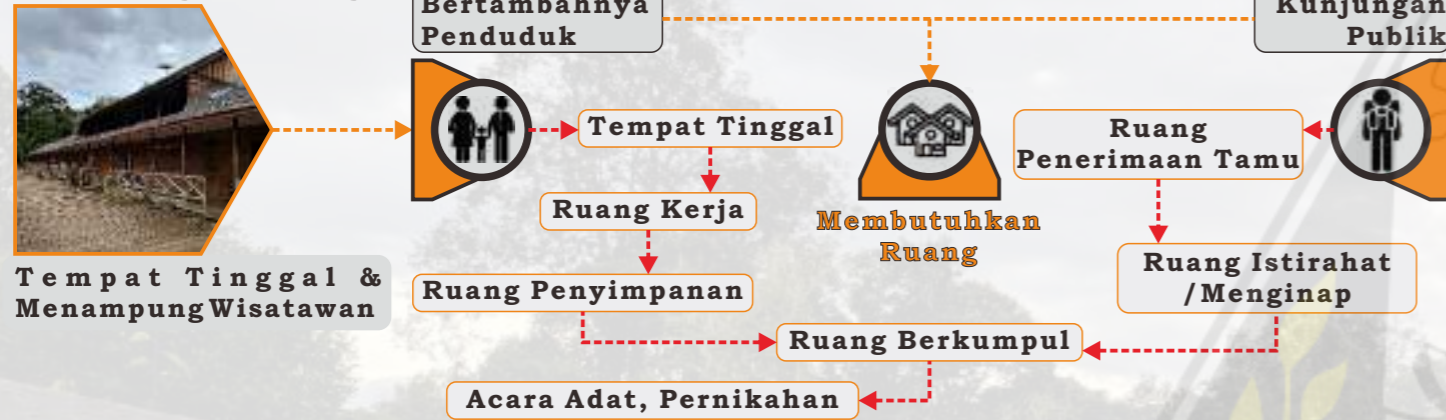 Bertambahnya
Penduduk
Kunjungan
Publik
Tempat Tinggal
Ruang
Penerimaan Tamu
Ruang Kerja
Membutuhkan
Ruang
Tempat Tinggal &
Menampung Wisatawan
Ruang Penyimpanan
Ruang Istirahat
/Menginap
Ruang Berkumpul
Acara Adat, Pernikahan